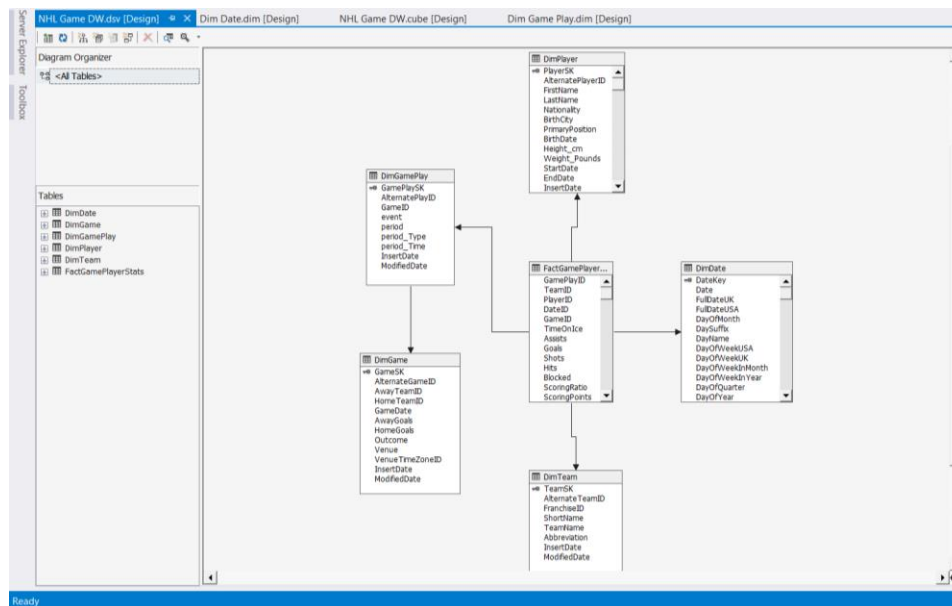 Server Explorer
Toolbox
NHL Game DW.dsv [Design]
Dim Date.dim [Design]
NHL Game DW.cube [Design]
Dim Game Play.dim [Design]
Diagram Organizer
<All Tables>
Tables
DimDate
DimGame
DimGamePlay
DimPlayer
DimTeam
FactGamePlayerStats
DimPlayer
PlayerSK
AlternatePlayerID
FirstName
LastName
Nationality
BirthCity
PrimaryPosition
BirthDate
Height_cm
Weight_Pounds
StartDate
EndDate
InsertDate
DimGamePlay
GamePlaySK
AlternatePlayID
GameID
event
period
period_Type
period_Time
InsertDate
ModifiedDate
FactGamePlayer...
GamePlayID
TeamID
PlayerID
DateID
GameID
TimeOnIce
Assists
Goals
Shots
Hits
Blocked
ScoringRatio
ScoringPoints
DimDate
DateKey
Date
FullDateUK
FullDateUSA
DayOfMonth
DaySuffix
DayName
DayOfWeekUSA
DayOfWeekUK
DayOfWeekInMonth
DayOfWeekInYear
DayOfQuarter
DayOfYear
DimGame
GameSK
AlternateGameID
AwayTeamID
HomeTeamID
GameDate
AwayGoals
HomeGoals
Outcome
Venue
VenueTimeZoneID
InsertDate
ModifiedDate
DimTeam
TeamSK
AlternateTeamID
FranchiseID
ShortName
TeamName
Abbreviation
InsertDate
ModifiedDate
Ready